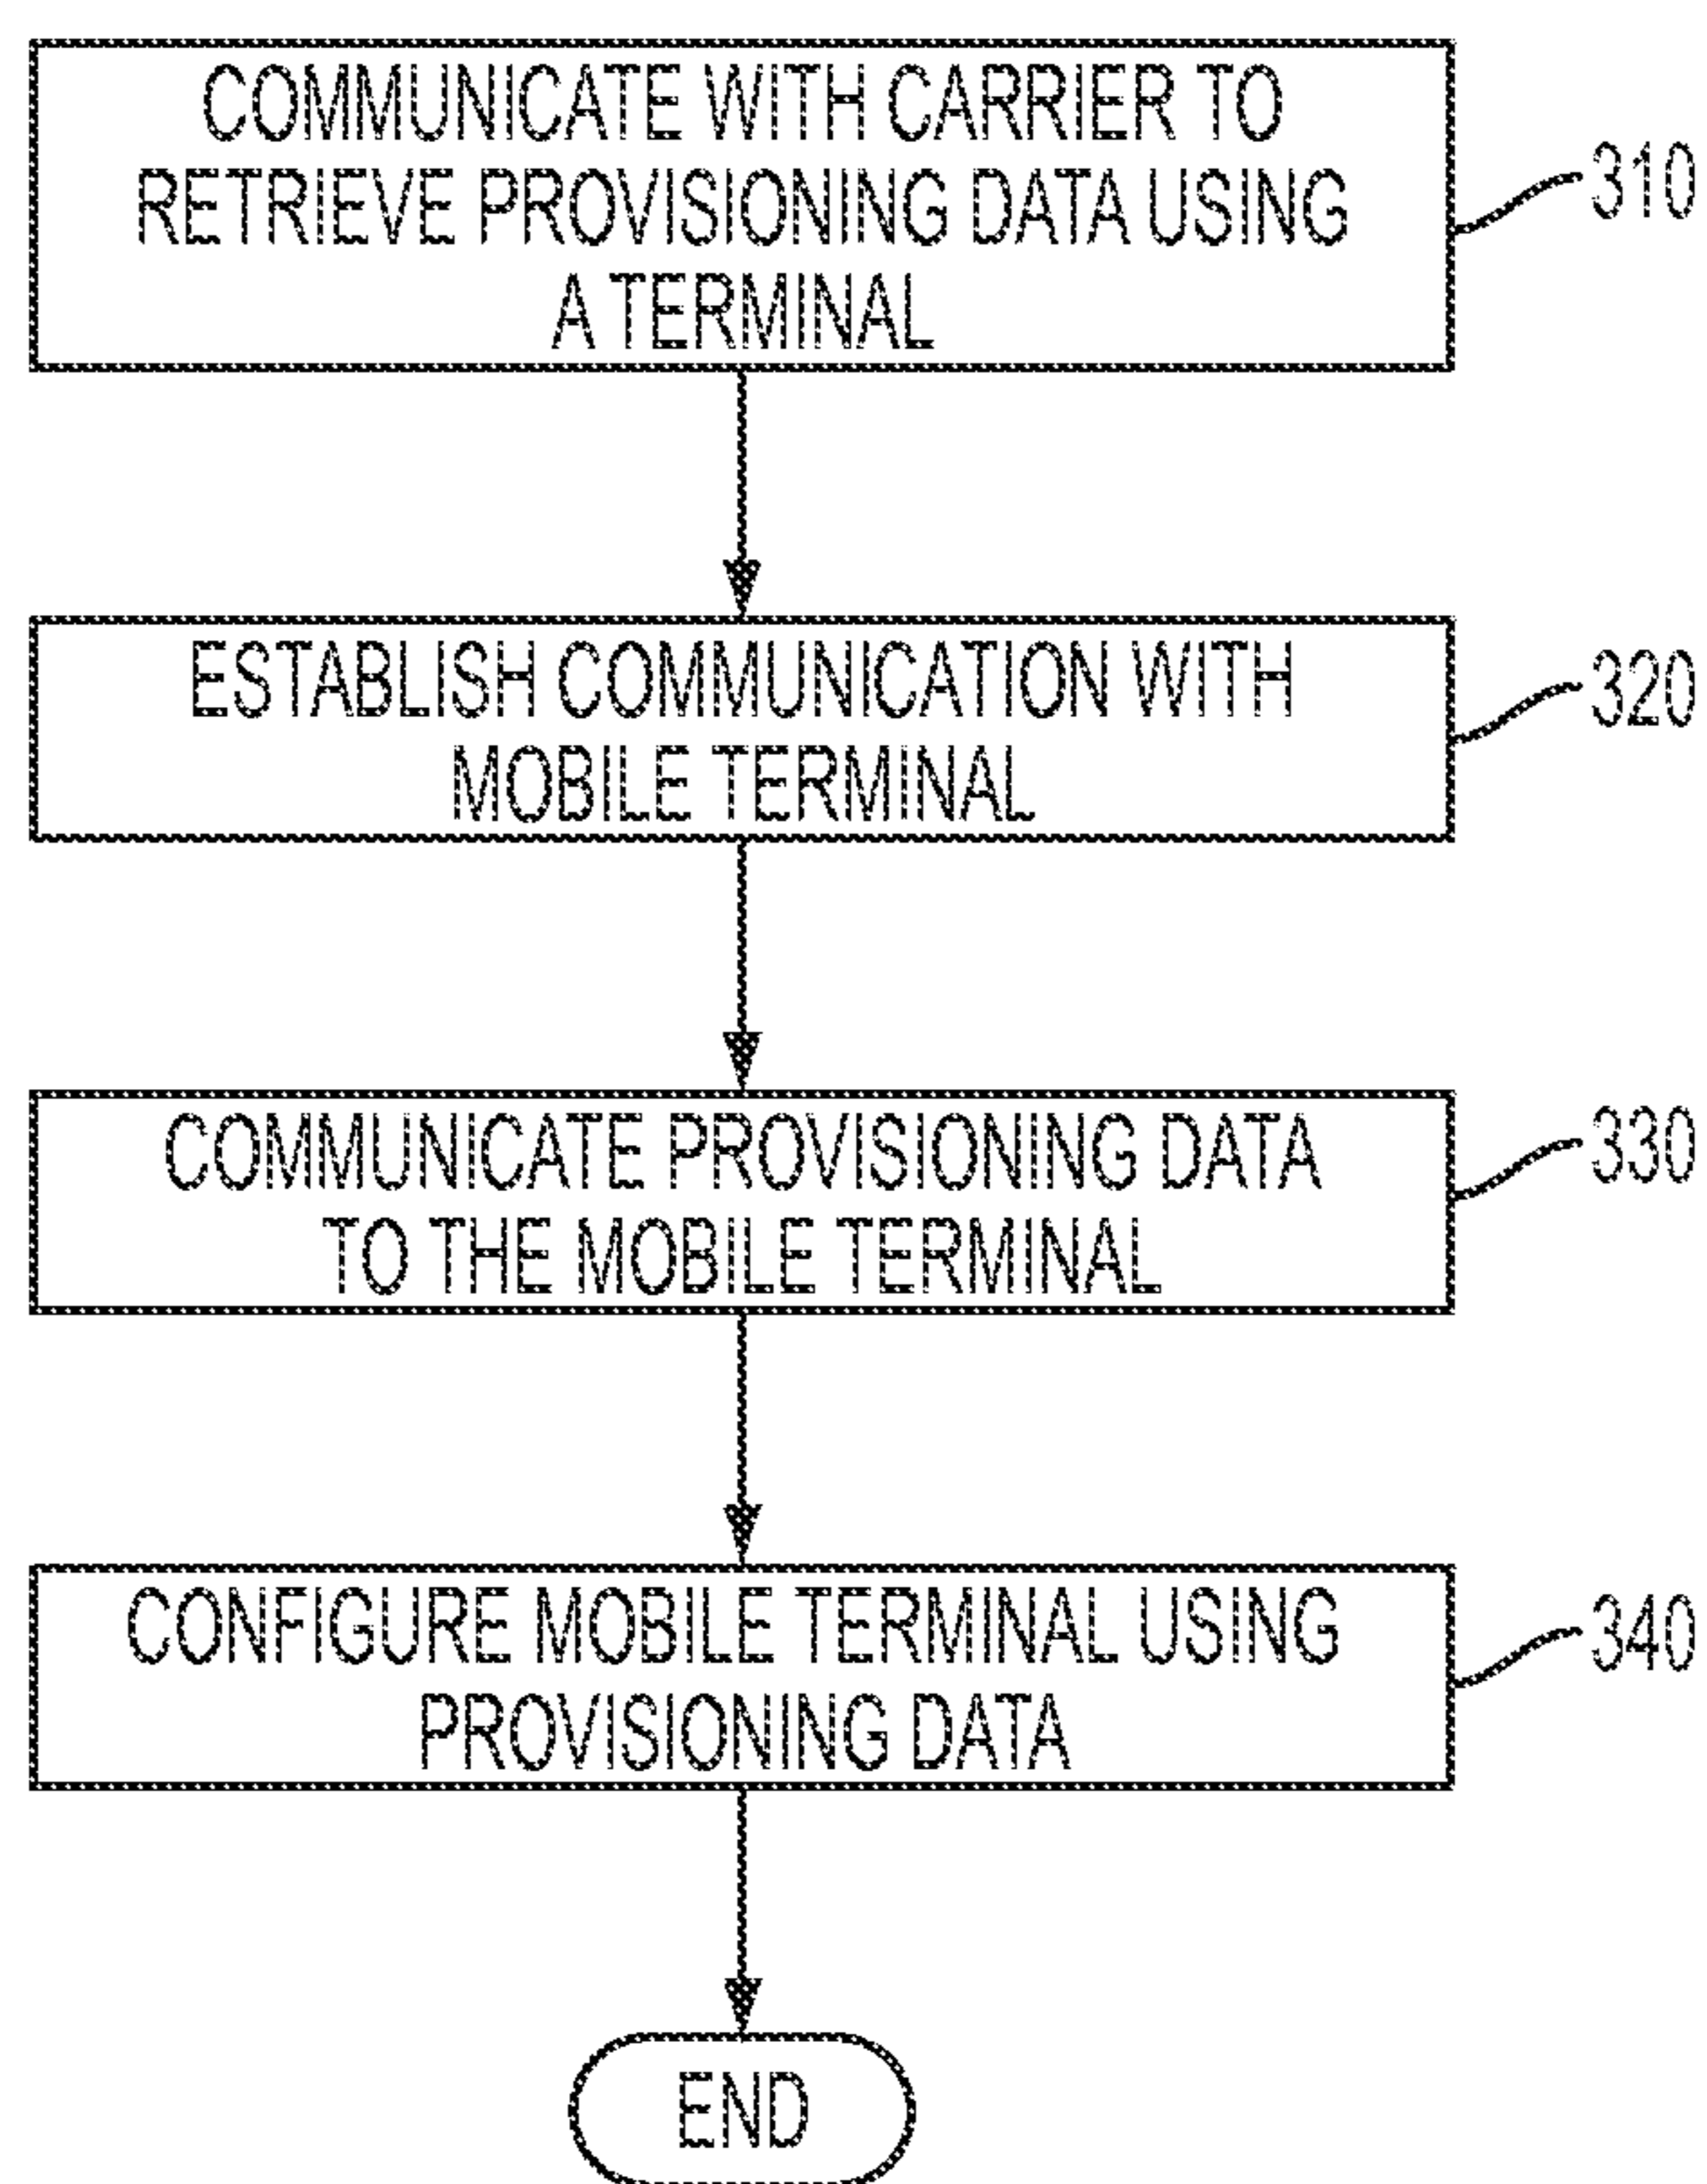 COMMUNICATE WITH CARRIER TO
RETRIEVE PROVISIONING DATA USING
A TERMINAL
310
ESTABLISH COMMUNICATION WITH
MOBILE TERMINAL
320
COMMUNICATE PROVISIONING DATA
TO THE MOBILE TERMINAL
330
CONFIGURE MOBILE TERMINAL USING
PROVISIONING DATA
340
END